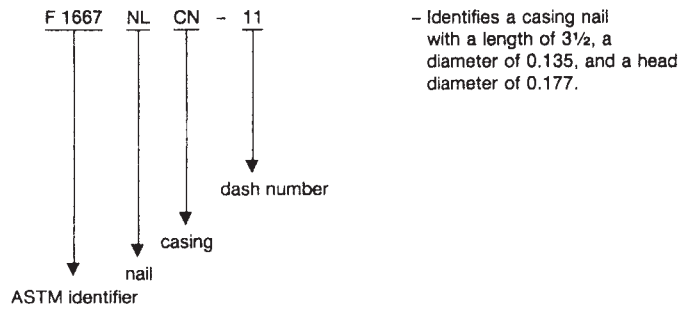 F 1667 NL CN - 11
– Identifies a casing nail
with a length of 3½, a
diameter of 0.135, and a head
diameter of 0.177.
dash number
casing
nail
ASTM identifier